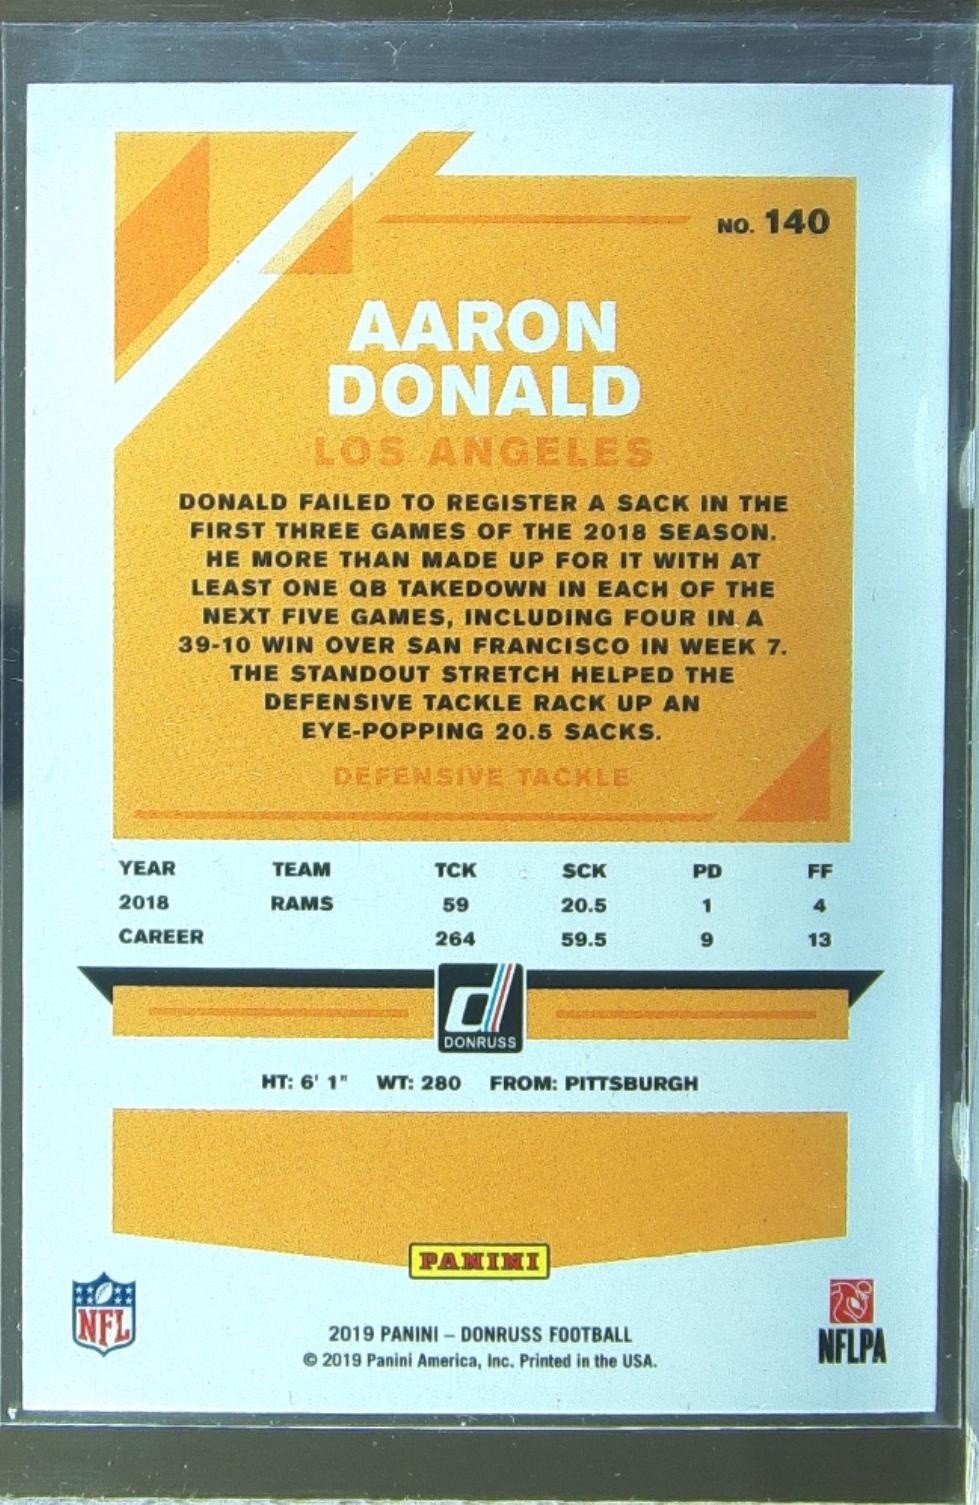 NO. 140
AARON
DONALD
LOS ANGELES
DONALD FAILED TO REGISTER A SACK IN THE
FIRST THREE GAMES OF THE 2018 SEASON.
HE MORE THAN MADE UP FOR IT WITH AT
LEAST ONE QB TAKEDOWN IN EACH OF THE
NEXT FIVE GAMES, INCLUDING FOUR IN A
39-10 WIN OVER SAN FRANCISCO IN WEEK 7.
THE STANDOUT STRETCH HELPED THE
DEFENSIVE TACKLE RACK UP AN
EYE-POPPING 20.5 SACKS.
DEFENSIVE TACKLE
YEAR TEAM TCK SCK PD FF
2018 RAMS 59 20.5 1 4
CAREER 264 59.5 9 13
d
DONRUSS
HT: 6' 1" WT: 280 FROM: PITTSBURGH
PANINI
NFL
NFLPA
2019 PANINI – DONRUSS FOOTBALL
© 2019 Panini America, Inc. Printed in the USA.